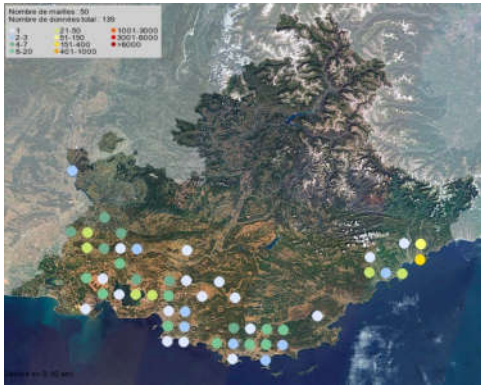 Nombre de mailles : 50
Nombre de données total : 139
1 21-50 1001-3000
2-3 51-150 3001-6000
4-7 151-400 >6000
8-20 401-1000